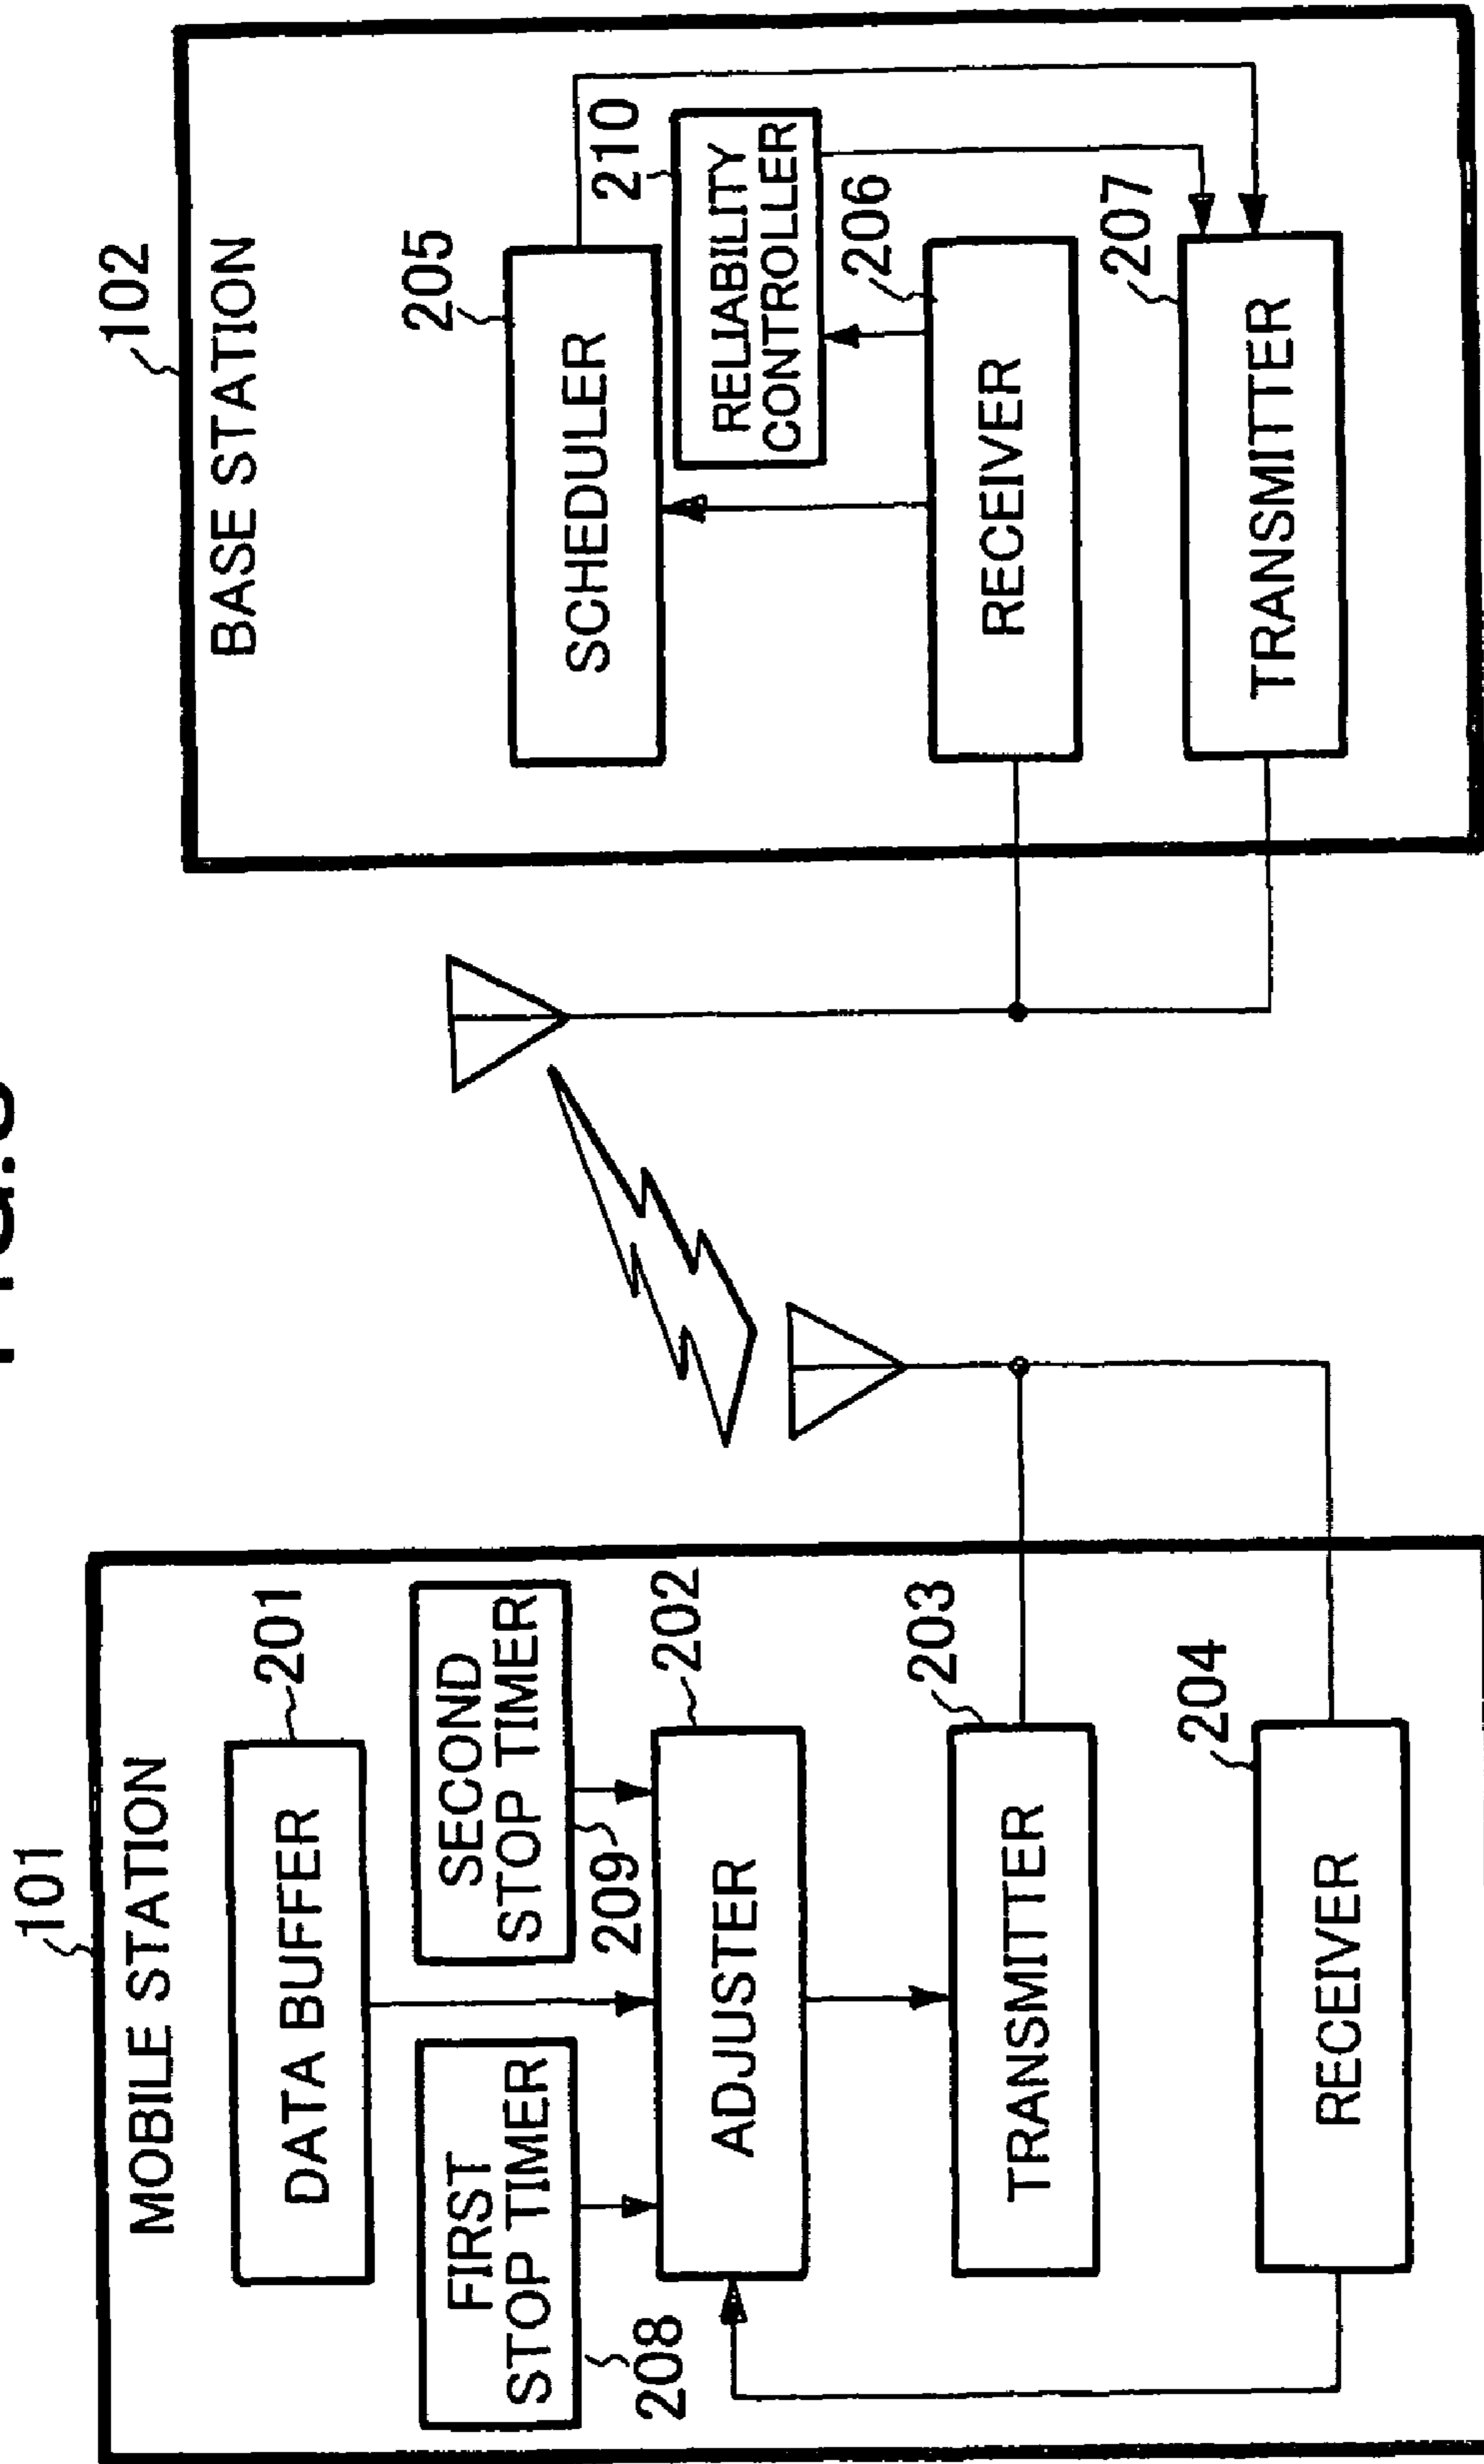 101
MOBILE STATION
DATA BUFFER
201
FIRST
STOP TIMER
208
SECOND
STOP TIMER
209
ADJUSTER
202
TRANSMITTER
203
RECEIVER
204
102
BASE STATION
SCHEDULER
205
RELIABILITY
CONTROLLER
210
RECEIVER
206
TRANSMITTER
207